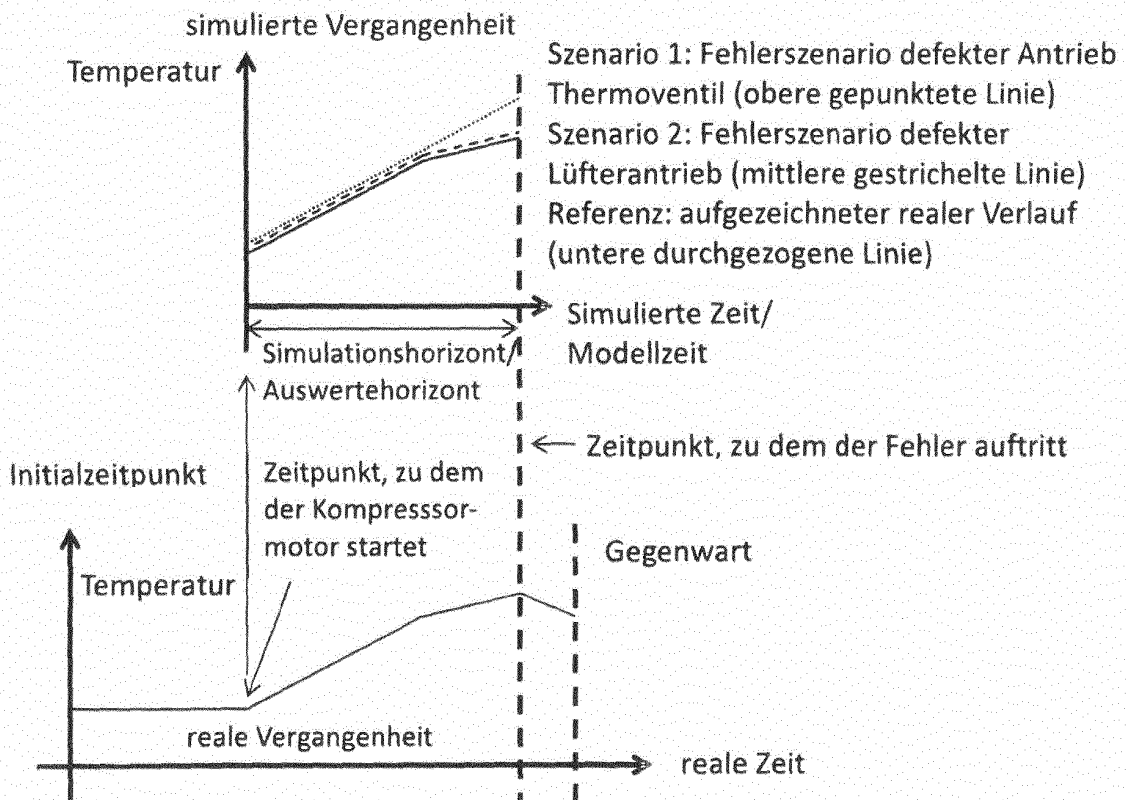 simulierte Vergangenheit
Temperatur
Szenario 1: Fehlerszenario defekter Antrieb
Thermoventil (obere gepunktete Linie)
Szenario 2: Fehlerszenario defekter
Lüfterantrieb (mittlere gestrichelte Linie)
Referenz: aufgezeichneter realer Verlauf
(untere durchgezogene Linie)
Simulierte Zeit/
Modellzeit
Simulationshorizont/
Auswertehorizont
Zeitpunkt, zu dem der Fehler auftritt
Initialzeitpunkt
Zeitpunkt, zu dem
der Kompresssor-
motor startet
Gegenwart
Temperatur
reale Vergangenheit
reale Zeit